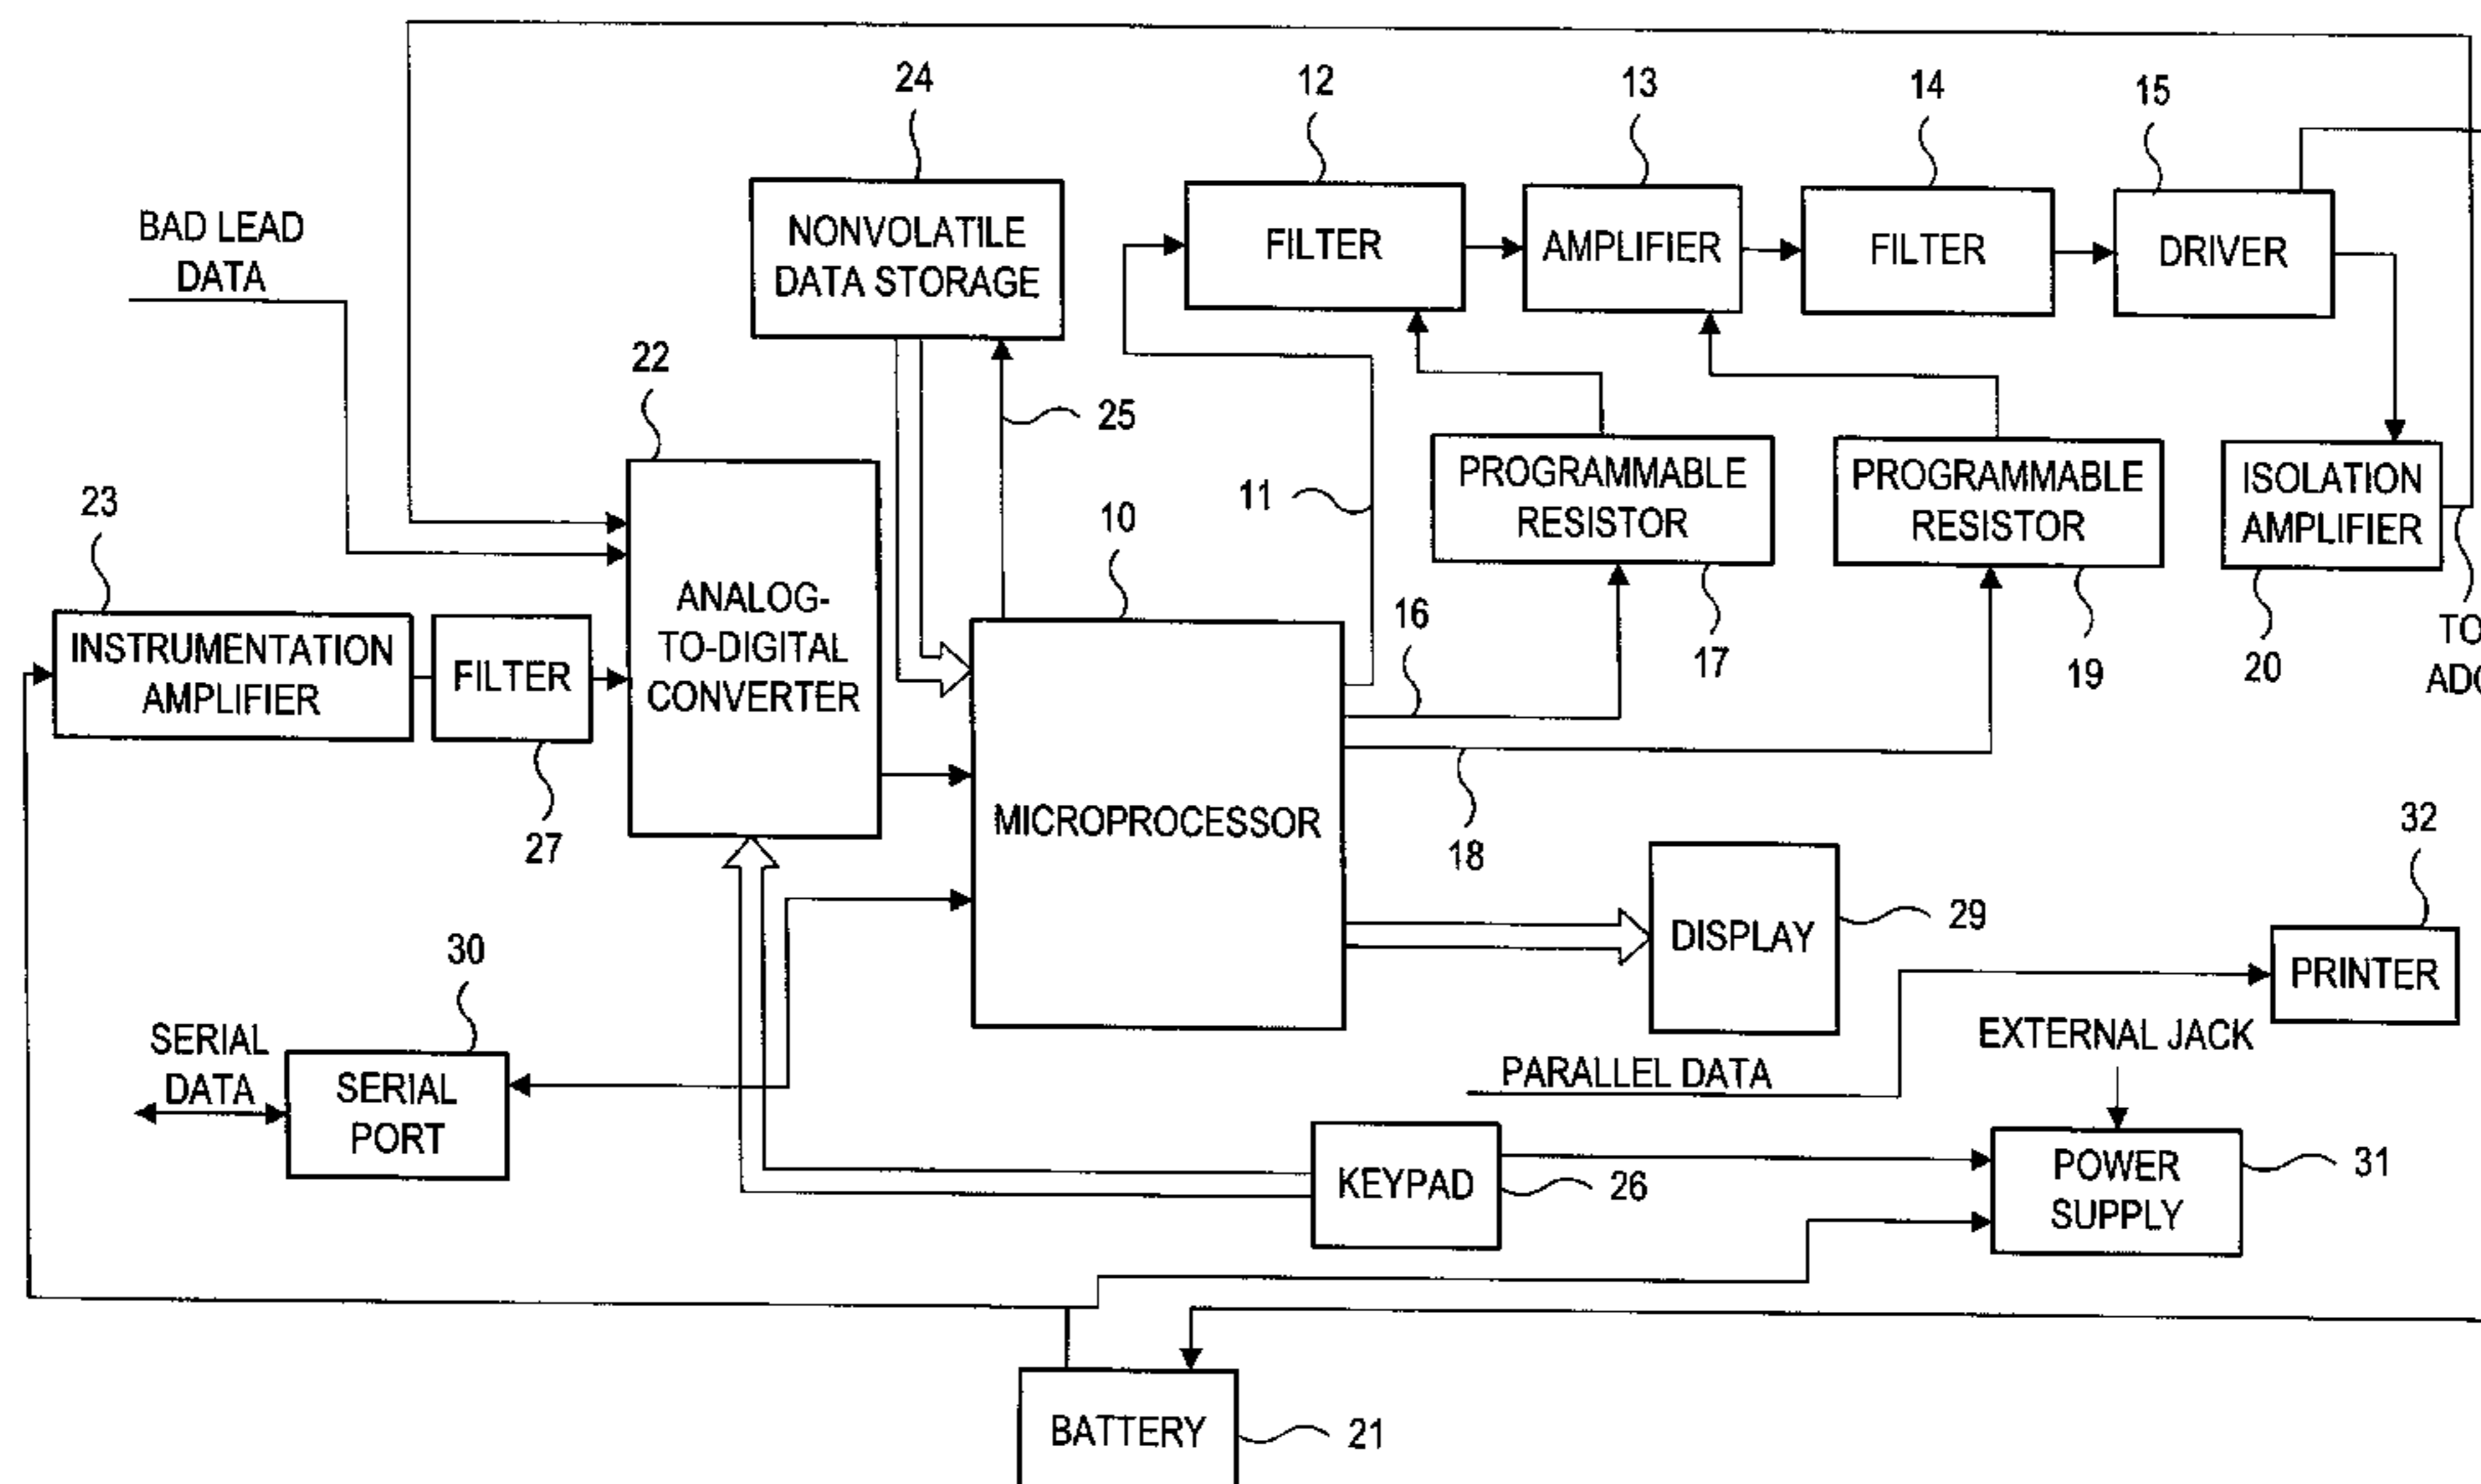 24
12
13
14
15
BAD LEAD
DATA
NONVOLATILE
DATA STORAGE
FILTER
AMPLIFIER
FILTER
DRIVER
22
25
23
10
11
PROGRAMMABLE
RESISTOR
PROGRAMMABLE
RESISTOR
ISOLATION
AMPLIFIER
ANALOG-
TO-DIGITAL
CONVERTER
16
17
19
20
TO
ADC
INSTRUMENTATION
AMPLIFIER
FILTER
27
MICROPROCESSOR
18
32
30
DISPLAY
29
PRINTER
SERIAL
DATA
SERIAL
PORT
EXTERNAL JACK
PARALLEL DATA
KEYPAD
26
POWER
SUPPLY
31
BATTERY
21